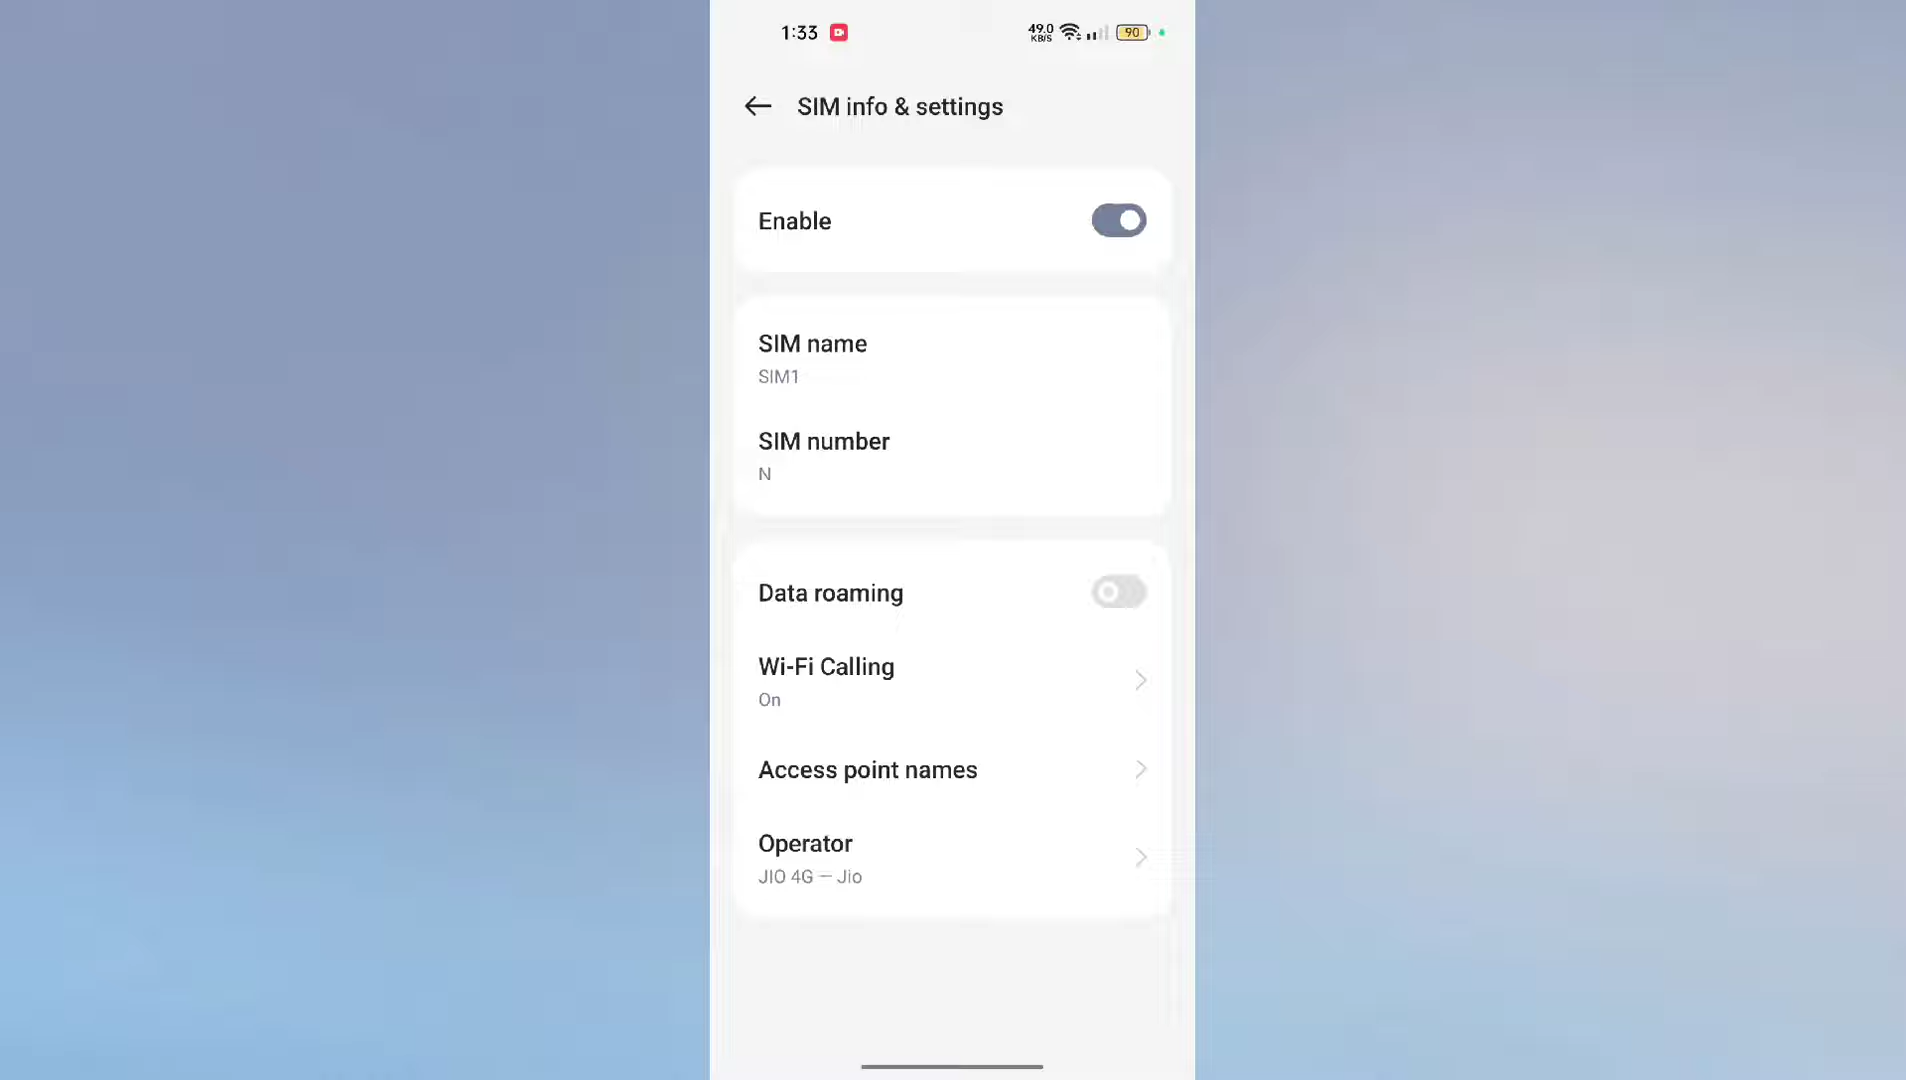 1:33
49.0
KB/S
90
SIM info & settings
Enable
SIM name
SIM1
SIM number
N
Data roaming
Wi-Fi Calling
On
Access point names
Operator
JIO 4G — Jio